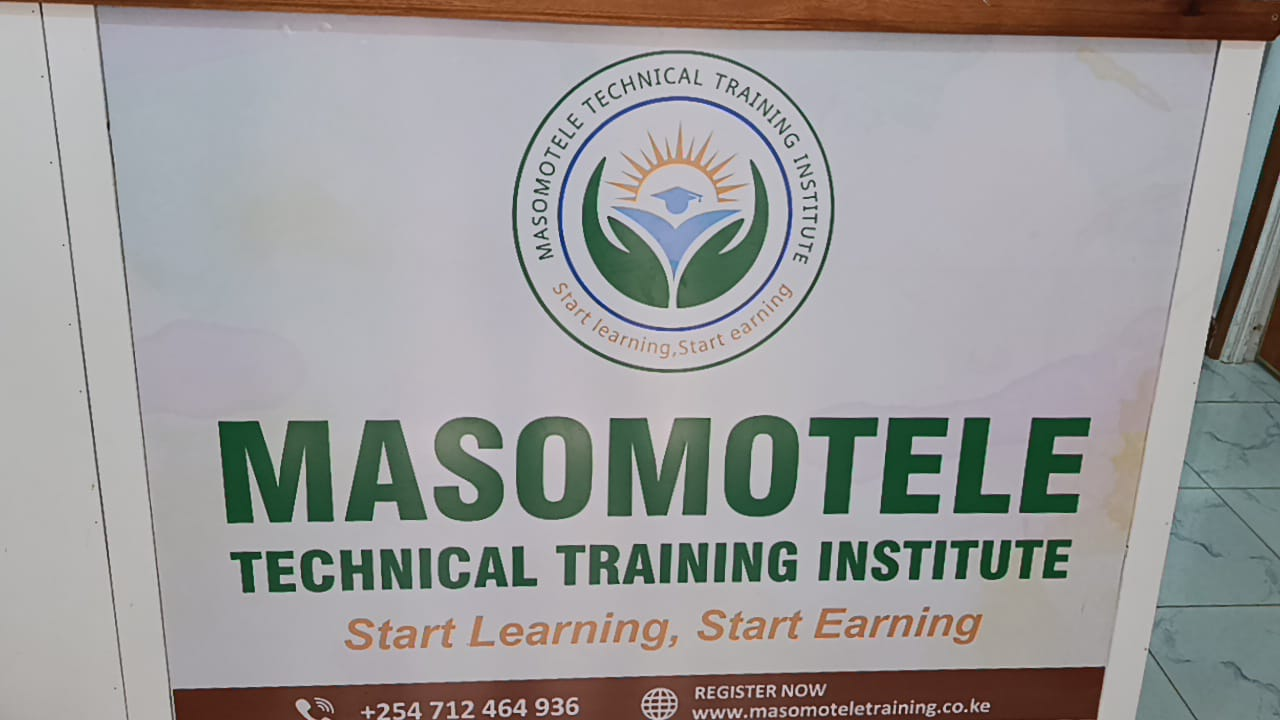 MASOMOTELE TECHNICAL TRAINING INSTITUTE
Start learning,Start earning
MASOMOTELE
TECHNICAL TRAINING INSTITUTE
Start Learning, Start Earning
+254 712 464 936
REGISTER NOW
www.masomoteletraining.co.ke